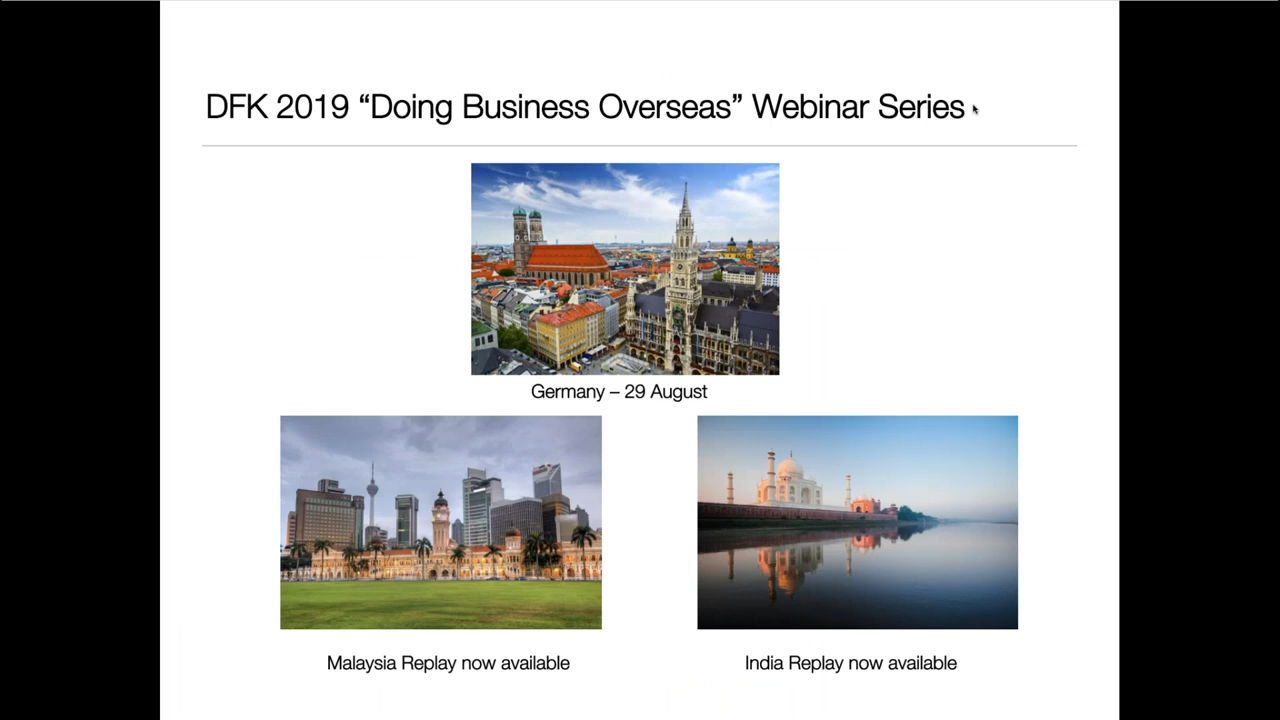 DFK 2019 “Doing Business Overseas” Webinar Series
Germany – 29 August
Malaysia Replay now available
India Replay now available